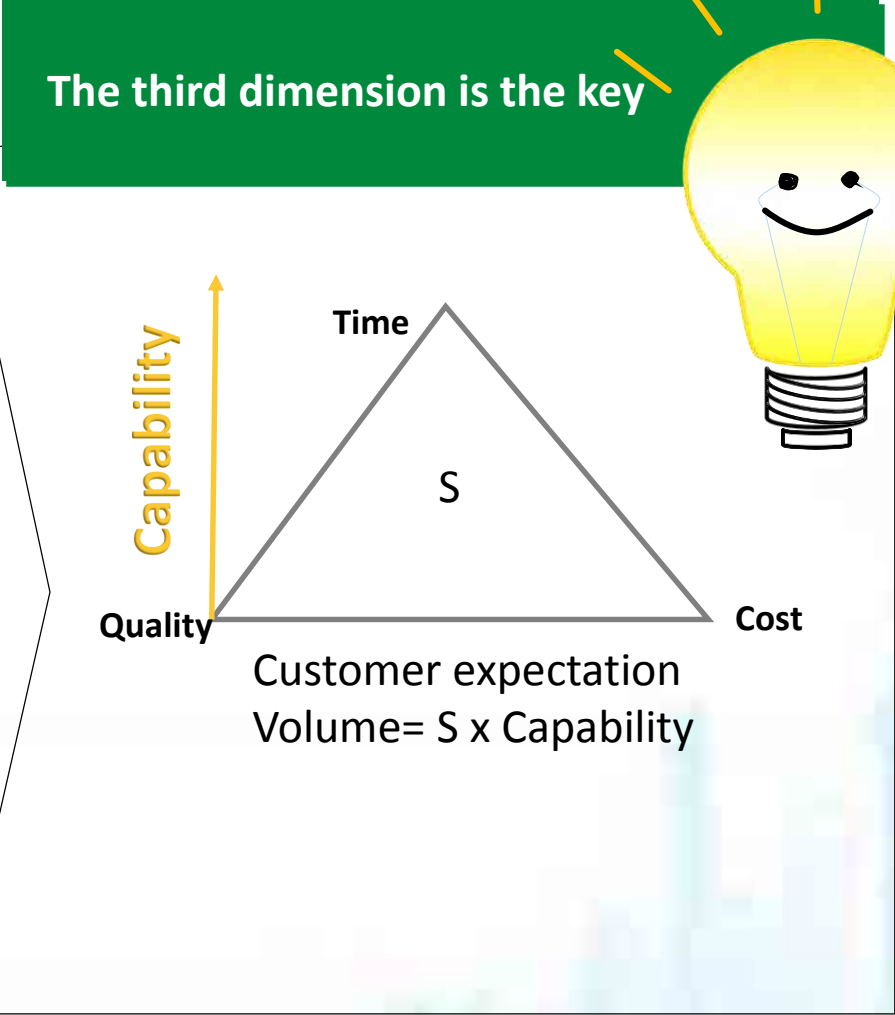 The third dimension is the key
Time
Capability
S
Quality
Cost
Customer expectation
Volume= S x Capability